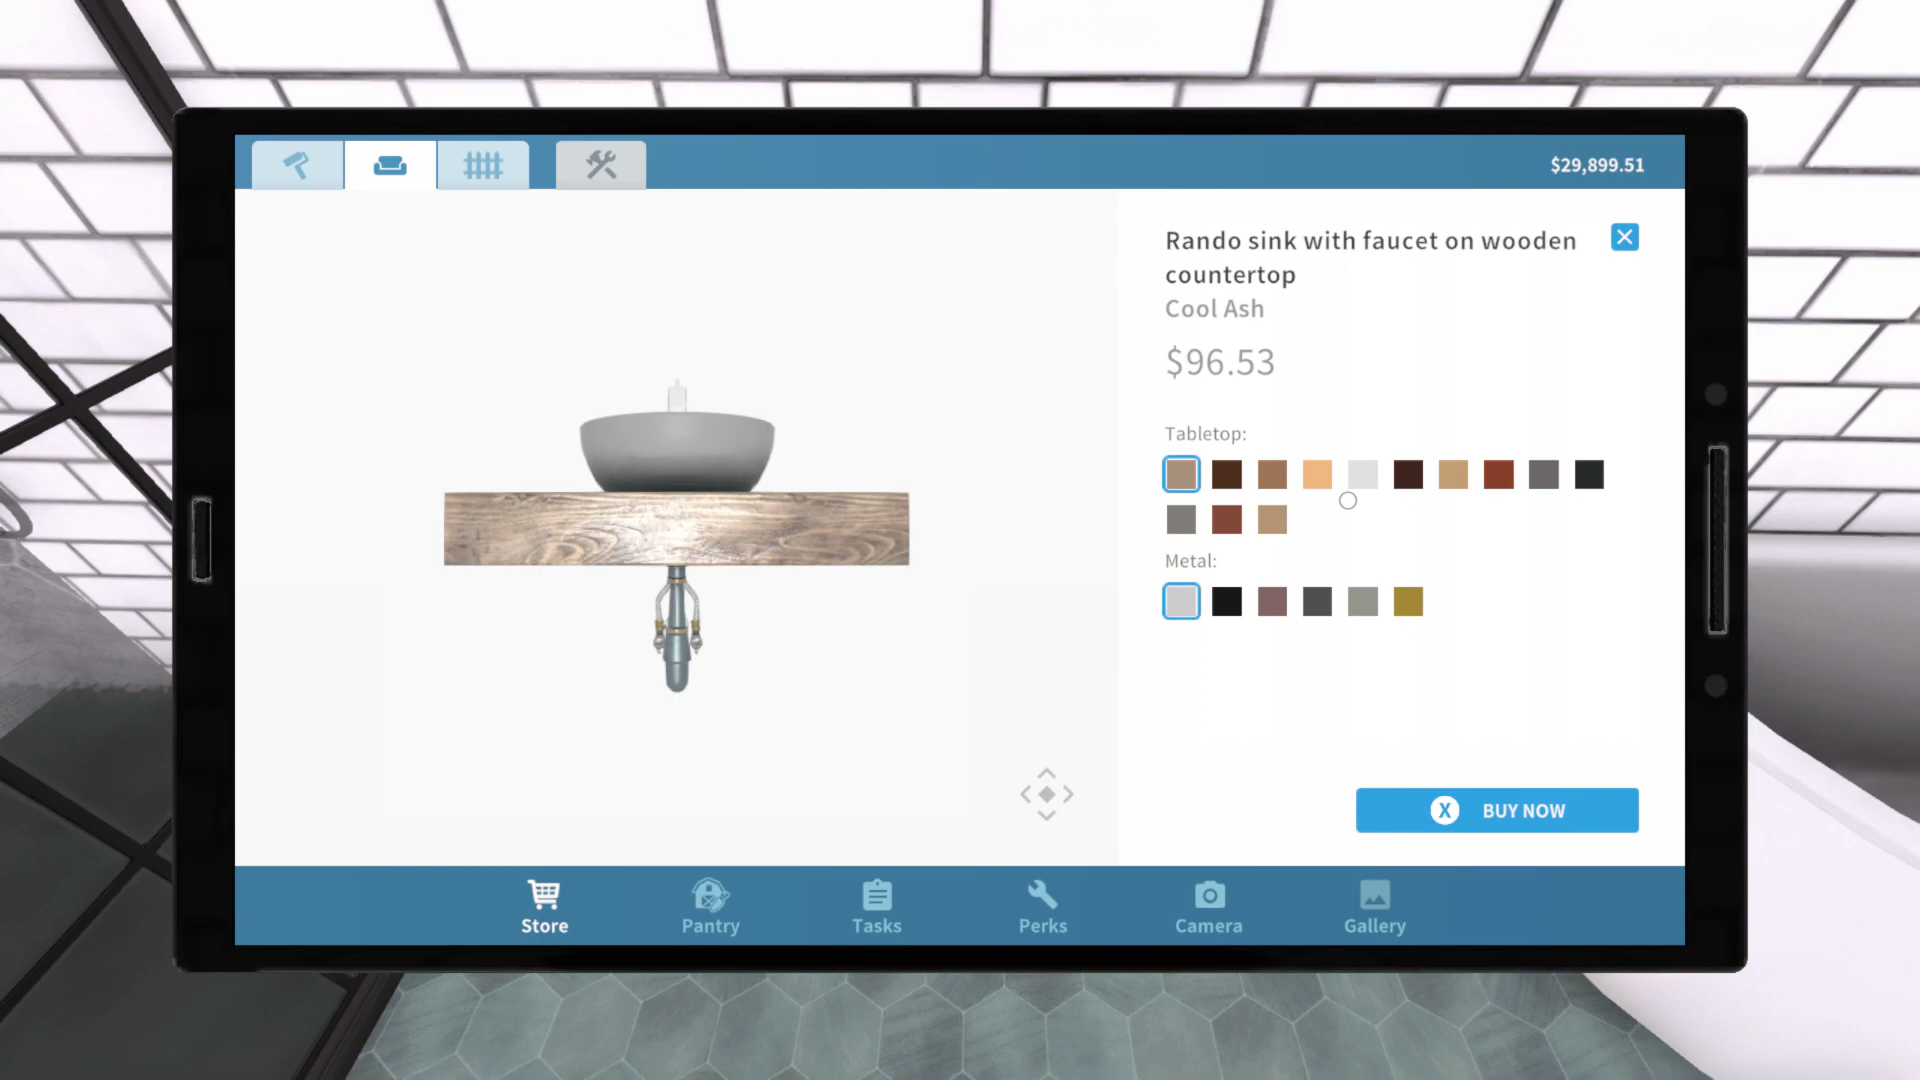 $29,899.51
Rando sink with faucet on wooden
countertop
Cool Ash
$96.53
Tabletop:
Metal:
X BUY NOW
Store
Pantry
Tasks
Perks
Camera
Gallery